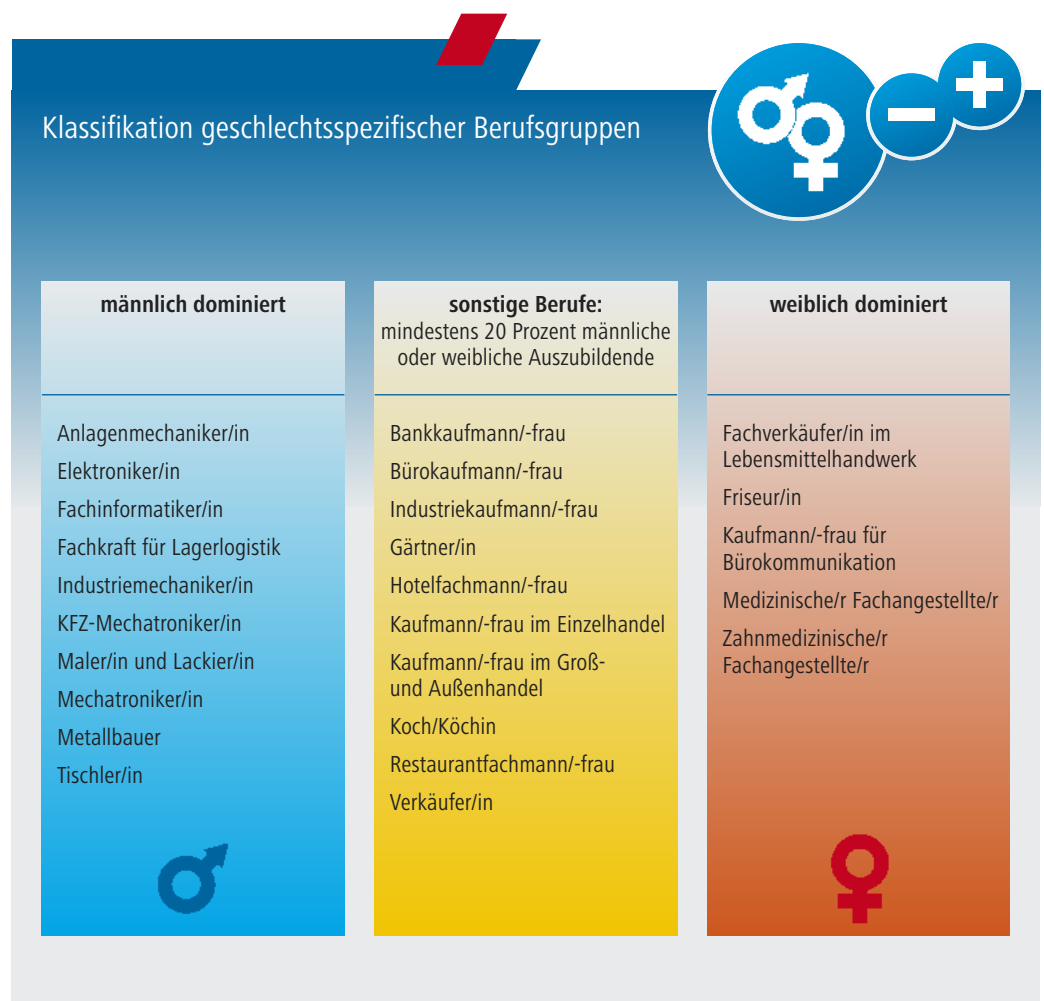 Klassifikation geschlechtsspezifischer Berufsgruppen
männlich dominiert
Anlagenmechaniker/in
Elektroniker/in
Fachinformatiker/in
Fachkraft für Lagerlogistik
Industriemechaniker/in
KFZ-Mechatroniker/in
Maler/in und Lackier/in
Mechatroniker/in
Metallbauer
Tischler/in
sonstige Berufe:
mindestens 20 Prozent männliche
oder weibliche Auszubildende
Bankkaufmann/-frau
Bürokaufmann/-frau
Industriekaufmann/-frau
Gärtner/in
Hotelfachmann/-frau
Kaufmann/-frau im Einzelhandel
Kaufmann/-frau im Groß-
und Außenhandel
Koch/Köchin
Restaurantfachmann/-frau
Verkäufer/in
weiblich dominiert
Fachverkäufer/in im
Lebensmittelhandwerk
Friseur/in
Kaufmann/-frau für
Bürokommunikation
Medizinische/r Fachangestellte/r
Zahnmedizinische/r
Fachangestellte/r